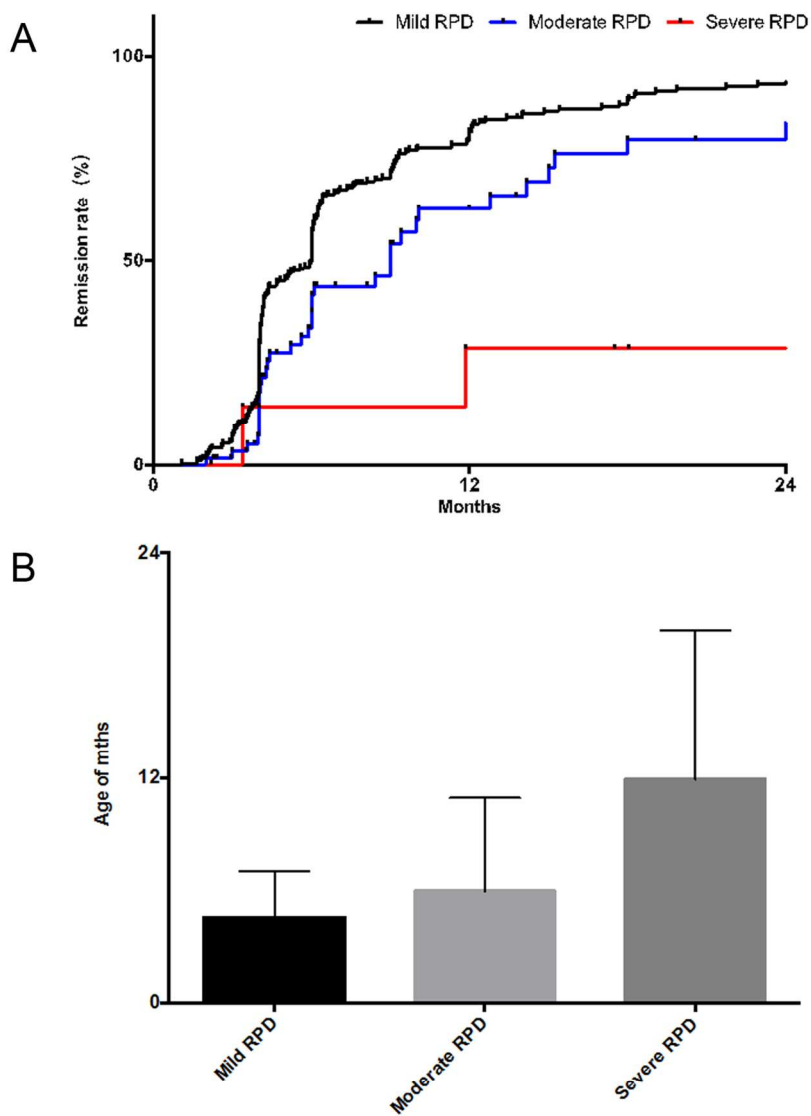 A
Mild RPD Moderate RPD Severe RPD
100
50
0
Remission rate (%)
0 12 24
Months
B
24
12
0
Age of mths
Mild RPD
Moderate RPD
Severe RPD